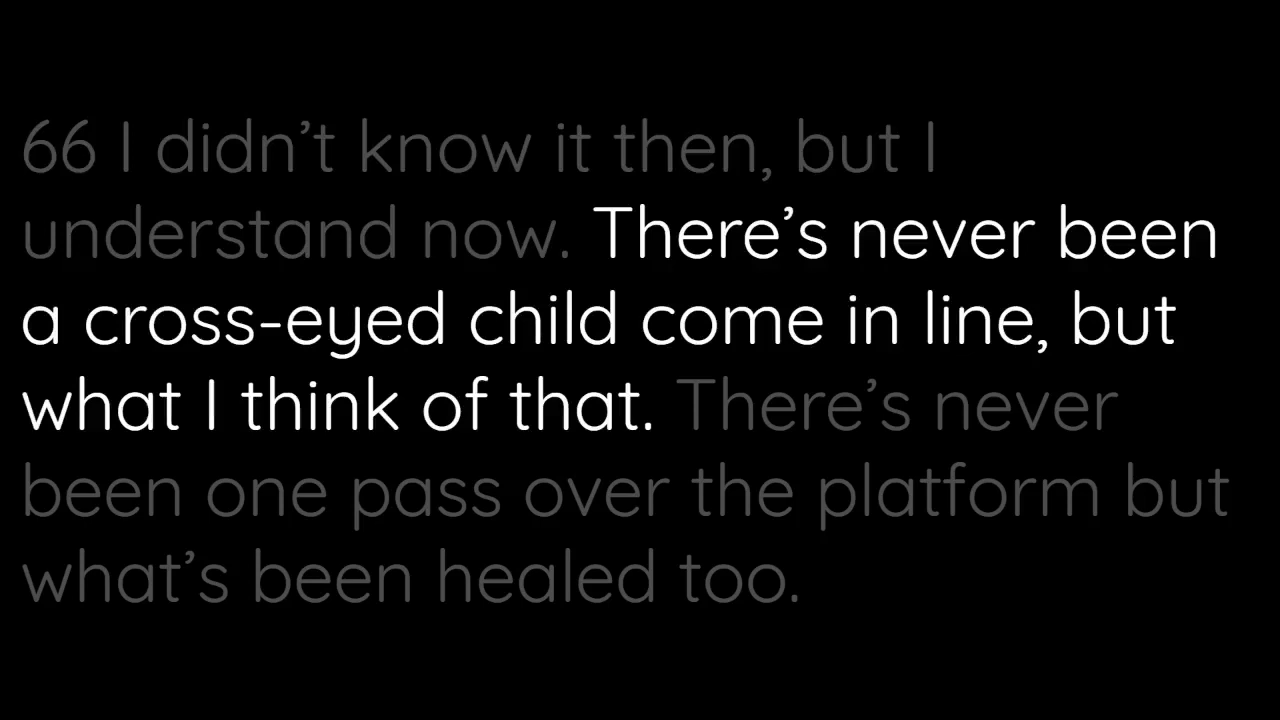 66 I didn’t know it then, but I
understand now. There’s never been
a cross-eyed child come in line, but
what I think of that. There’s never
been one pass over the platform but
what’s been healed too.